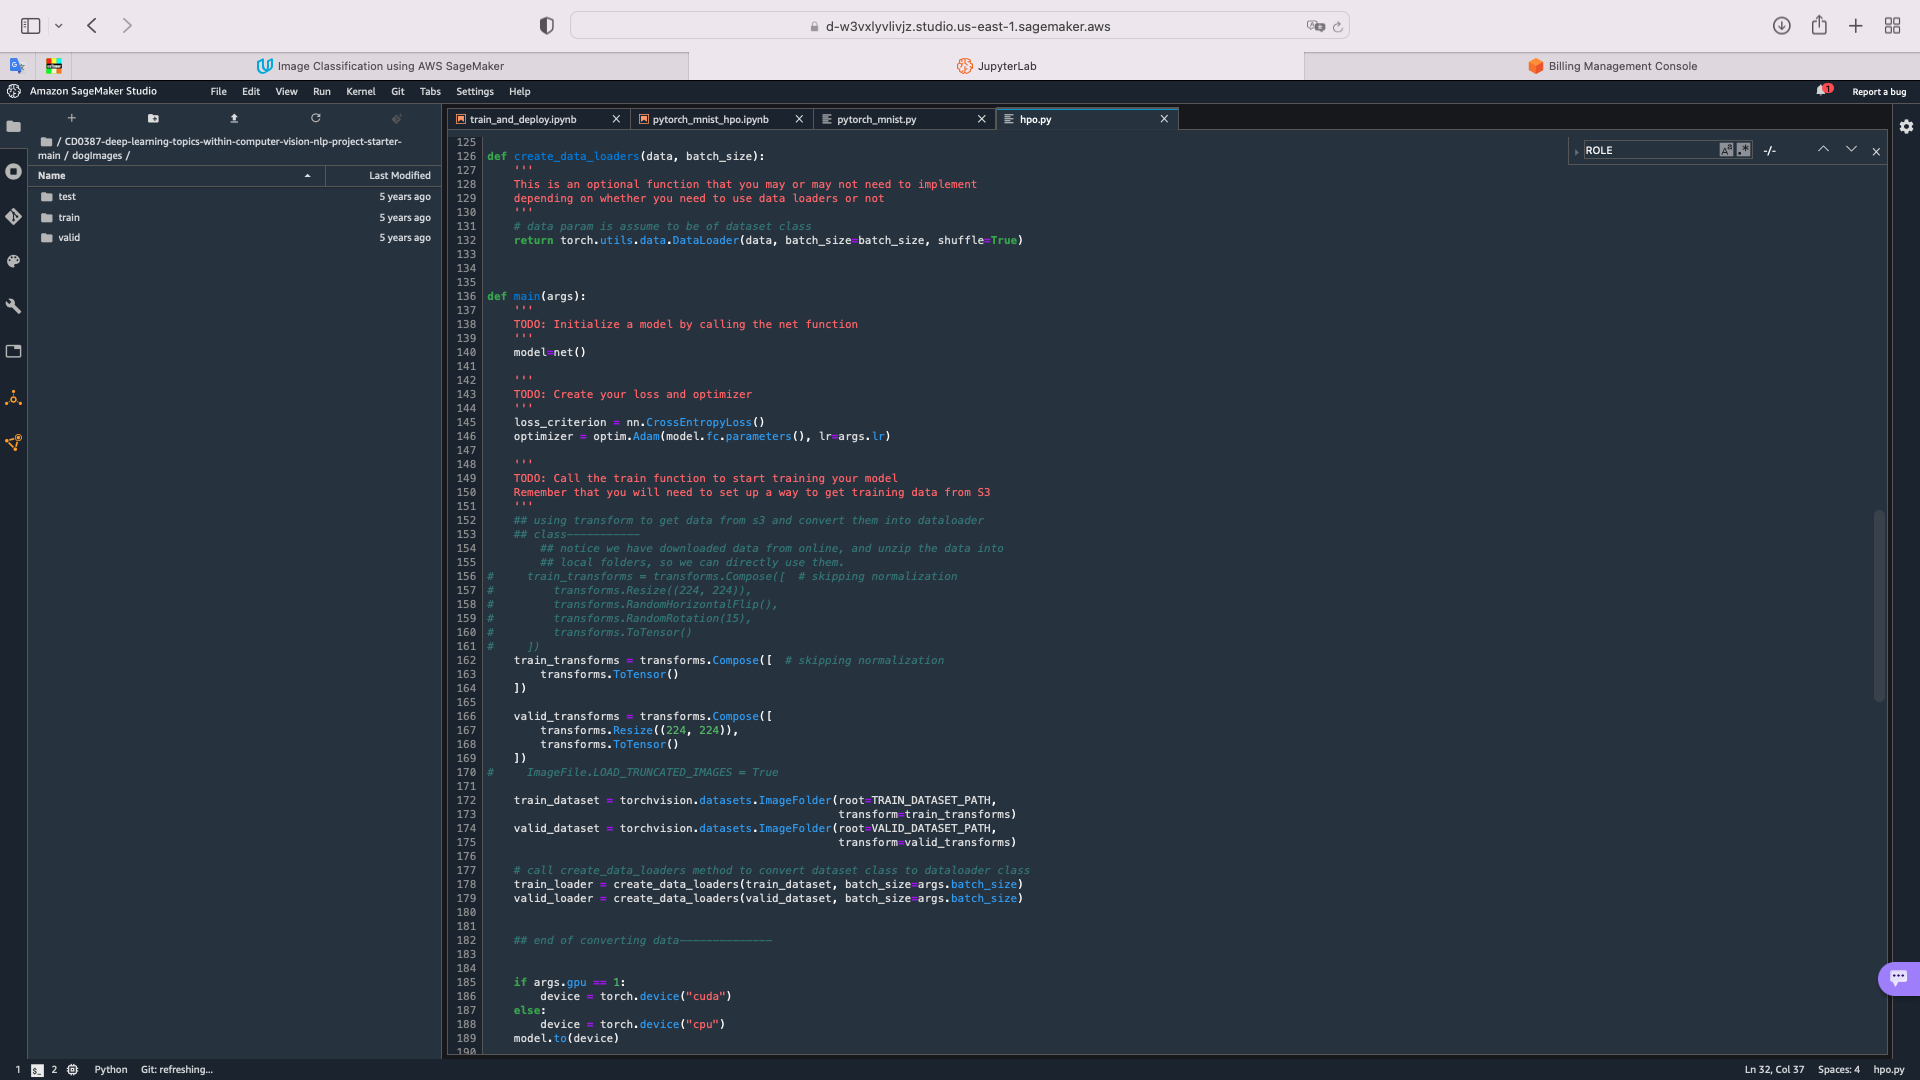 d-w3vxlyvlivjz.studio.us-east-1.sagemaker.aws
Image Classification using AWS SageMaker
JupyterLab
Billing Management Console
Amazon SageMaker Studio
File Edit View Run Kernel Git Tabs Settings Help
1
Report a bug
/ CD0387-deep-learning-topics-within-computer-vision-nlp-project-starter-
main / dogImages /
Name Last Modified
test 5 years ago
train 5 years ago
valid 5 years ago
train_and_deploy.ipynb
pytorch_mnist_hpo.ipynb
pytorch_mnist.py
hpo.py
ROLE
-/-
125
126 def create_data_loaders(data, batch_size):
127     '''
128     This is an optional function that you may or may not need to implement
129     depending on whether you need to use data loaders or not
130     '''
131     # data param is assume to be of dataset class
132     return torch.utils.data.DataLoader(data, batch_size=batch_size, shuffle=True)
133
134
135
136 def main(args):
137     '''
138     TODO: Initialize a model by calling the net function
139     '''
140     model=net()
141
142     '''
143     TODO: Create your loss and optimizer
144     '''
145     loss_criterion = nn.CrossEntropyLoss()
146     optimizer = optim.Adam(model.fc.parameters(), lr=args.lr)
147
148     '''
149     TODO: Call the train function to start training your model
150     Remember that you will need to set up a way to get training data from S3
151     '''
152     ## using transform to get data from s3 and convert them into dataloader
153     ## class-----------
154         ## notice we have downloaded data from online, and unzip the data into
155         ## local folders, so we can directly use them.
156 #     train_transforms = transforms.Compose([  # skipping normalization
157 #         transforms.Resize((224, 224)),
158 #         transforms.RandomHorizontalFlip(),
159 #         transforms.RandomRotation(15),
160 #         transforms.ToTensor()
161 #     ])
162     train_transforms = transforms.Compose([  # skipping normalization
163         transforms.ToTensor()
164     ])
165
166     valid_transforms = transforms.Compose([
167         transforms.Resize((224, 224)),
168         transforms.ToTensor()
169     ])
170 #     ImageFile.LOAD_TRUNCATED_IMAGES = True
171
172     train_dataset = torchvision.datasets.ImageFolder(root=TRAIN_DATASET_PATH,
173                                                      transform=train_transforms)
174     valid_dataset = torchvision.datasets.ImageFolder(root=VALID_DATASET_PATH,
175                                                      transform=valid_transforms)
176
177     # call create_data_loaders method to convert dataset class to dataloader class
178     train_loader = create_data_loaders(train_dataset, batch_size=args.batch_size)
179     valid_loader = create_data_loaders(valid_dataset, batch_size=args.batch_size)
180
181
182     ## end of converting data--------------
183
184
185     if args.gpu == 1:
186         device = torch.device("cuda")
187     else:
188         device = torch.device("cpu")
189     model.to(device)
190
1 2 Python Git: refreshing... Ln 32, Col 37 Spaces: 4 hpo.py